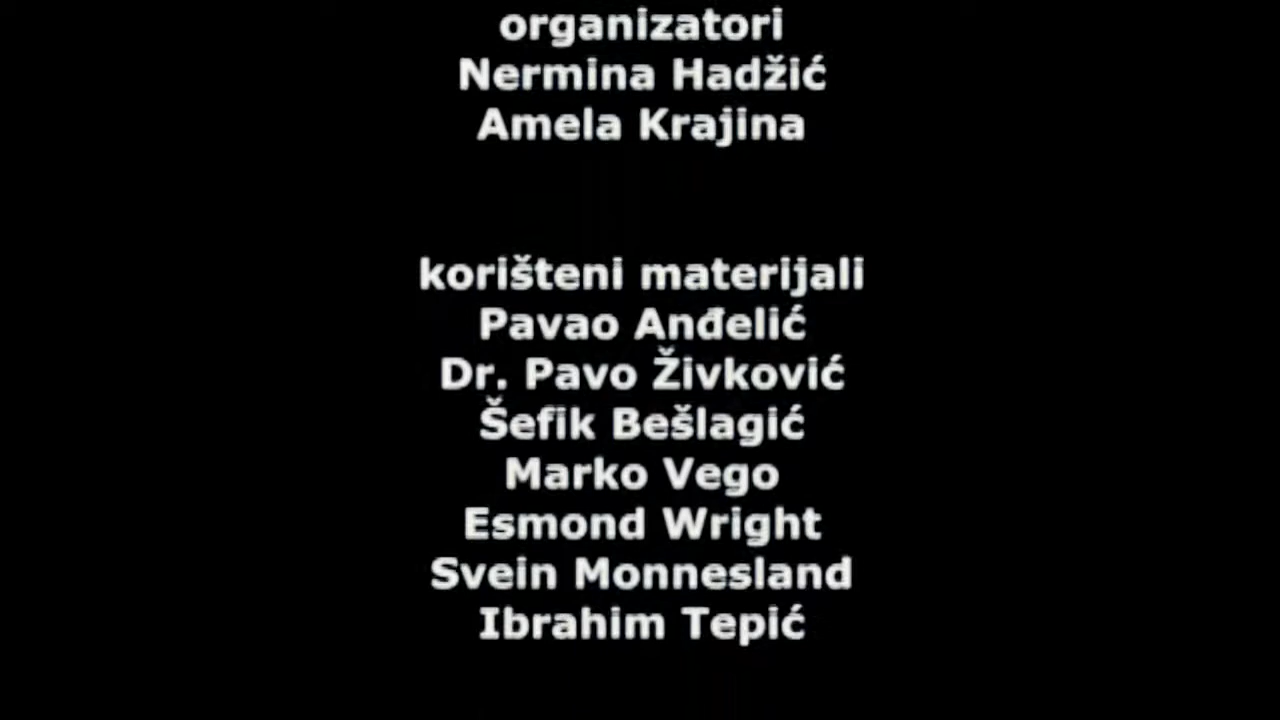 organizatori
Nermina Hadžić
Amela Krajina
korišteni materijali
Pavao Anđelić
Dr. Pavo Živković
Šefik Bešlagić
Marko Vego
Esmond Wright
Svein Monnesland
Ibrahim Tepić